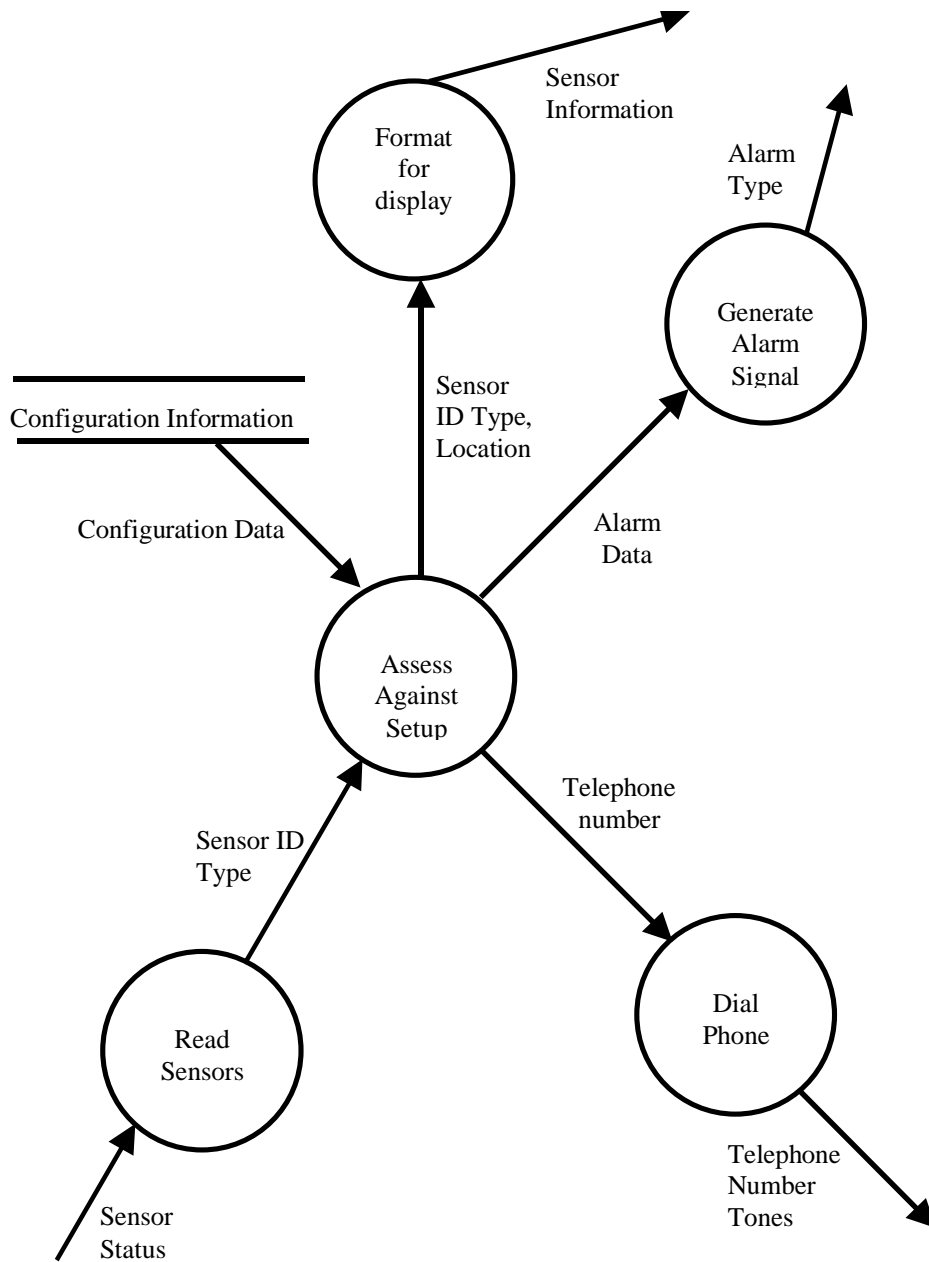 Sensor
Information
Format
for
display
Alarm
Type
Generate
Alarm
Signal
Sensor
ID Type,
Location
Configuration Information
Configuration Data
Alarm
Data
Assess
Against
Setup
Telephone
number
Sensor ID
Type
Dial
Phone
Read
Sensors
Telephone
Number
Tones
Sensor
Status